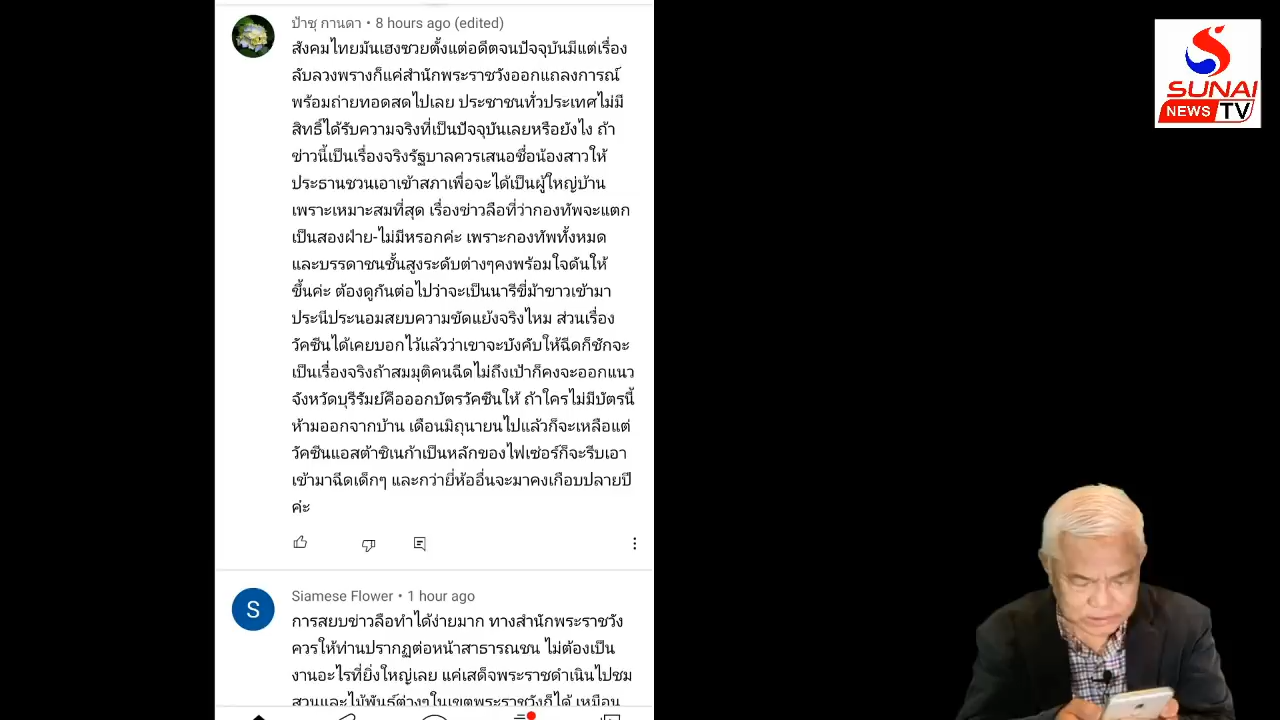 ป้าชุ กานดา • 8 hours ago (edited)
สังคมไทยมันเฮงซวยตั้งแต่อดีตจนปัจจุบันมีแต่เรื่อง
ลับลวงพรางก็แค่สำนักพระราชวังออกแถลงการณ์
พร้อมถ่ายทอดสดไปเลย ประชาชนทั่วประเทศไม่มี
สิทธิ์ได้รับความจริงที่เป็นปัจจุบันเลยหรือยังไง ถ้า
ข่าวนี้เป็นเรื่องจริงรัฐบาลควรเสนอชื่อน้องสาวให้
ประธานชวนเอาเข้าสภาเพื่อจะได้เป็นผู้ใหญ่บ้าน
เพราะเหมาะสมที่สุด เรื่องข่าวลือที่ว่ากองทัพจะแตก
เป็นสองฝ่าย-ไม่มีหรอกค่ะ เพราะกองทัพทั้งหมด
และบรรดาชนชั้นสูงระดับต่างๆคงพร้อมใจดันให้
ขึ้นค่ะ ต้องดูกันต่อไปว่าจะเป็นนารีขี่ม้าขาวเข้ามา
ประนีประนอมสยบความขัดแย้งจริงไหม ส่วนเรื่อง
วัคซีนได้เคยบอกไว้แล้วว่าเขาจะบังคับให้ฉีดก็ชักจะ
เป็นเรื่องจริงถ้าสมมุติคนฉีดไม่ถึงเป้าก็คงจะออกแนว
จังหวัดบุรีรัมย์คือออกบัตรวัคซีนให้ ถ้าใครไม่มีบัตรนี้
ห้ามออกจากบ้าน เดือนมิถุนายนไปแล้วก็จะเหลือแต่
วัคซีนแอสต้าซิเนก้าเป็นหลักของไฟเซ่อร์ก็จะรีบเอา
เข้ามาฉีดเด็กๆ และกว่ายี่ห้ออื่นจะมาคงเกือบปลายปี
ค่ะ
S
Siamese Flower • 1 hour ago
การสยบข่าวลือทำได้ง่ายมาก ทางสำนักพระราชวัง
ควรให้ท่านปรากฏต่อหน้าสาธารณชน ไม่ต้องเป็น
งานอะไรที่ยิ่งใหญ่เลย แค่เสด็จพระราชดำเนินไปชม
สวนและไม้พันธุ์ต่างๆในเขตพระราชวังก็ได้ เหมือน
SUNAI
NEWS TV